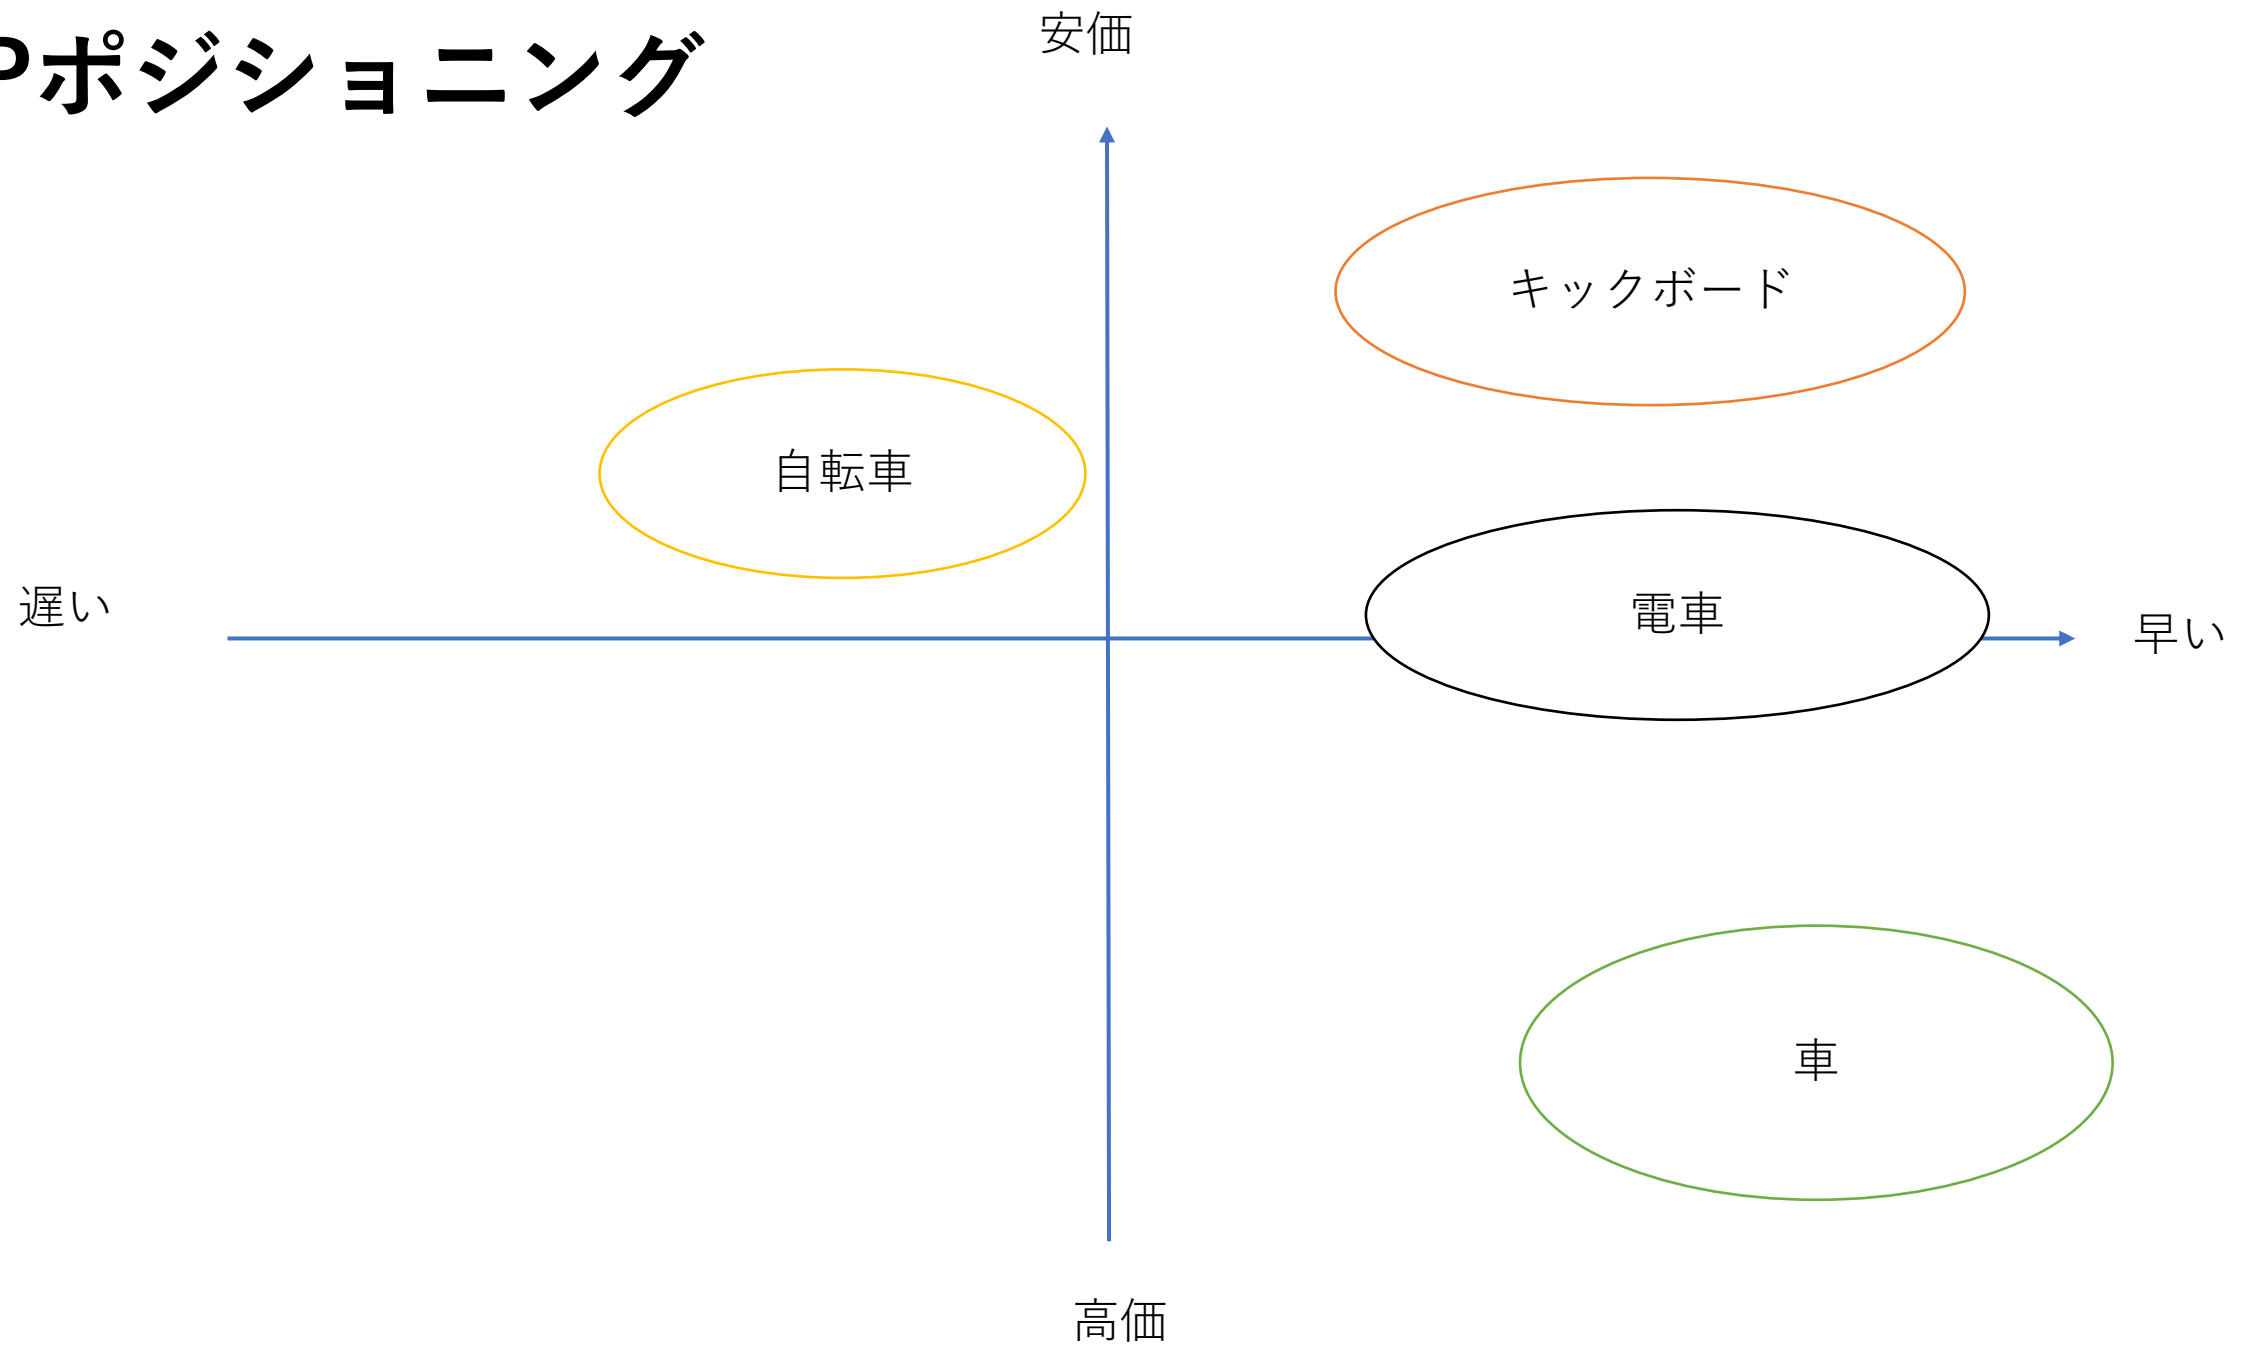 Pポジショニング
安価
キックボード
自転車
電車
遅い
早い
車
高価